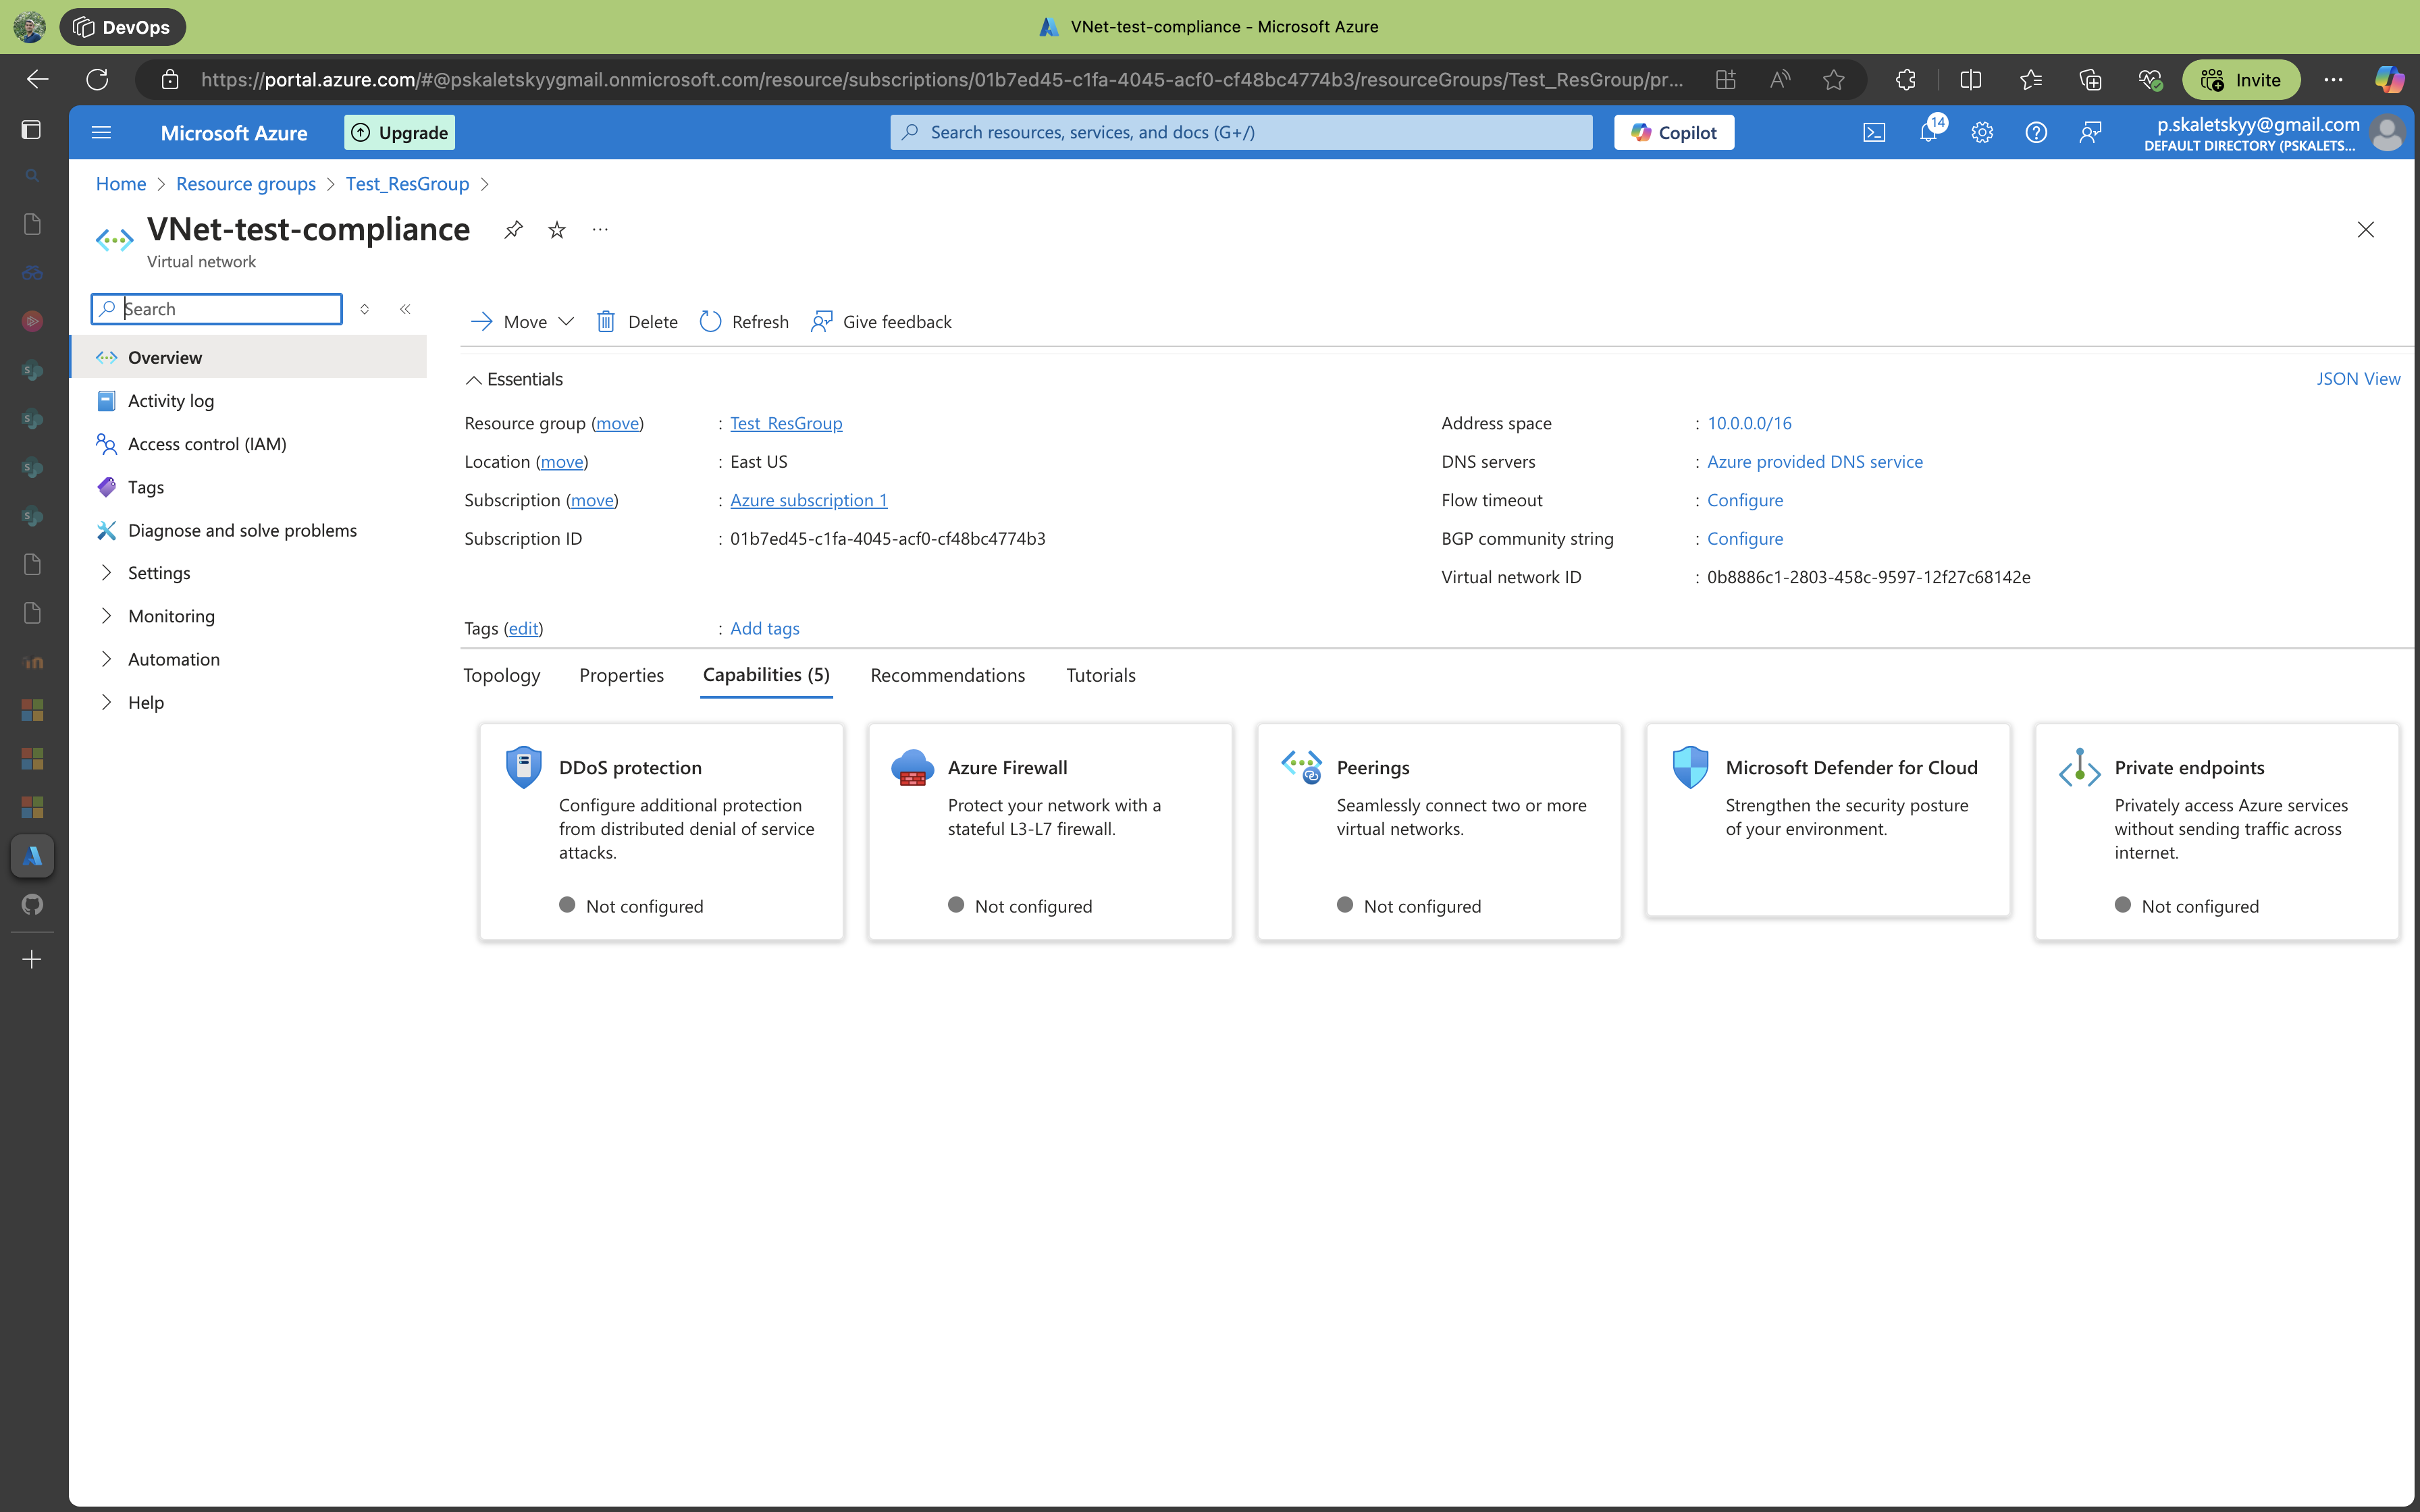 DevOps
VNet-test-compliance - Microsoft Azure
https://portal.azure.com/#@pskaletskyygmail.onmicrosoft.com/resource/subscriptions/01b7ed45-c1fa-4045-acf0-cf48bc4774b3/resourceGroups/Test_ResGroup/pr...
Invite
Microsoft Azure
Upgrade
Search resources, services, and docs (G+/)
Copilot
14
p.skaletskyy@gmail.com
DEFAULT DIRECTORY (PSKALETS...
Home > Resource groups > Test_ResGroup >
VNet-test-compliance
Virtual network
Search
Overview
Activity log
Access control (IAM)
Tags
Diagnose and solve problems
Settings
Monitoring
Automation
Help
Move
Delete
Refresh
Give feedback
Essentials
JSON View
Resource group (move) : Test_ResGroup
Location (move) : East US
Subscription (move) : Azure subscription 1
Subscription ID : 01b7ed45-c1fa-4045-acf0-cf48bc4774b3
Address space : 10.0.0.0/16
DNS servers : Azure provided DNS service
Flow timeout : Configure
BGP community string : Configure
Virtual network ID : 0b8886c1-2803-458c-9597-12f27c68142e
Tags (edit) : Add tags
Topology
Properties
Capabilities (5)
Recommendations
Tutorials
DDoS protection
Configure additional protection
from distributed denial of service
attacks.
Not configured
Azure Firewall
Protect your network with a
stateful L3-L7 firewall.
Not configured
Peerings
Seamlessly connect two or more
virtual networks.
Not configured
Microsoft Defender for Cloud
Strengthen the security posture
of your environment.
Private endpoints
Privately access Azure services
without sending traffic across
internet.
Not configured